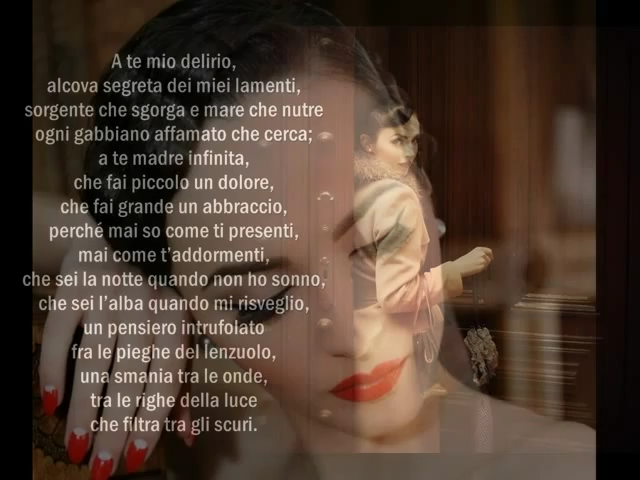 A te mio delirio,
alcova segreta dei miei lamenti,
sorgente che sgorga e mare che nutre
ogni gabbiano affamato che cerca;
a te madre infinita,
che fai piccolo un dolore,
che fai grande un abbraccio,
perché mai so come ti presenti,
mai come t’addormenti,
che sei la notte quando non ho sonno,
che sei l’alba quando mi risveglio,
un pensiero intrufolato
fra le pieghe del lenzuolo,
una smania tra le onde,
tra le righe della luce
che filtra tra gli scuri.